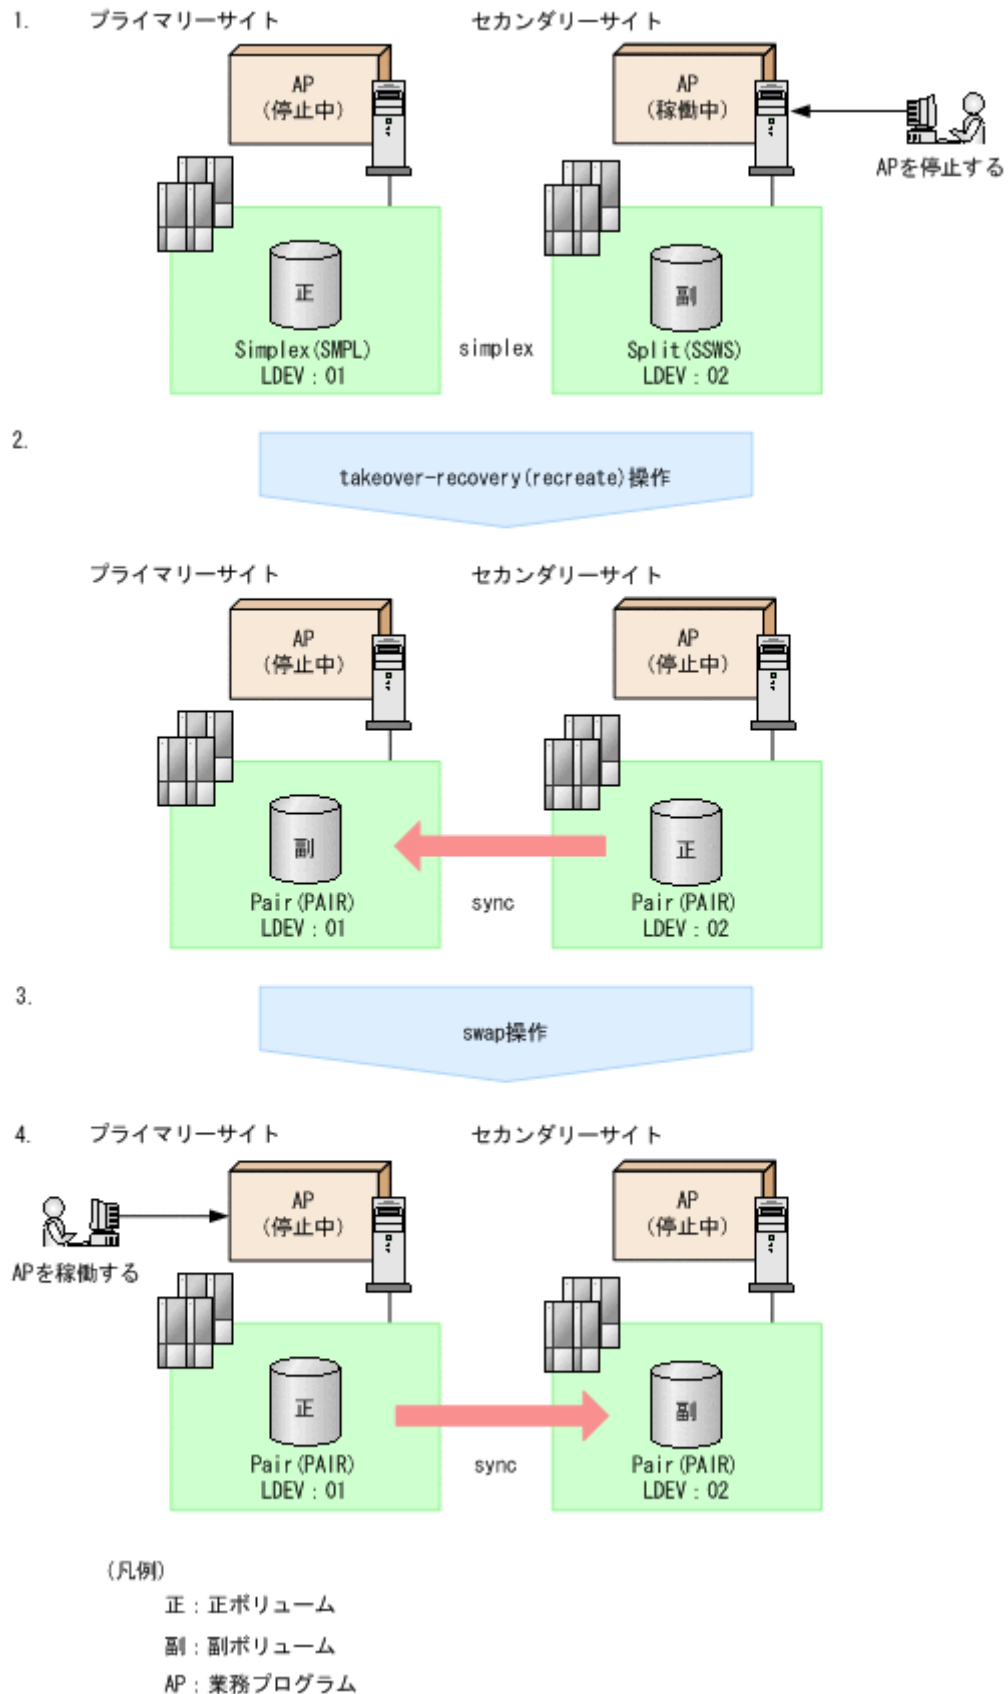 1.
プライマリーサイト
セカンダリーサイト
AP
(停止中)
AP
(稼働中)
APを停止する
正
副
Simplex(SMPL)
LDEV：01
simplex
Split(SSWS)
LDEV：02
2.
takeover-recovery(recreate)操作
プライマリーサイト
セカンダリーサイト
AP
(停止中)
AP
(停止中)
副
正
Pair(PAIR)
LDEV：01
sync
Pair(PAIR)
LDEV：02
3.
swap操作
4.
プライマリーサイト
セカンダリーサイト
AP
(停止中)
AP
(停止中)
APを稼働する
正
副
Pair(PAIR)
LDEV：01
sync
Pair(PAIR)
LDEV：02
(凡例)
正：正ボリューム
副：副ボリューム
AP：業務プログラム